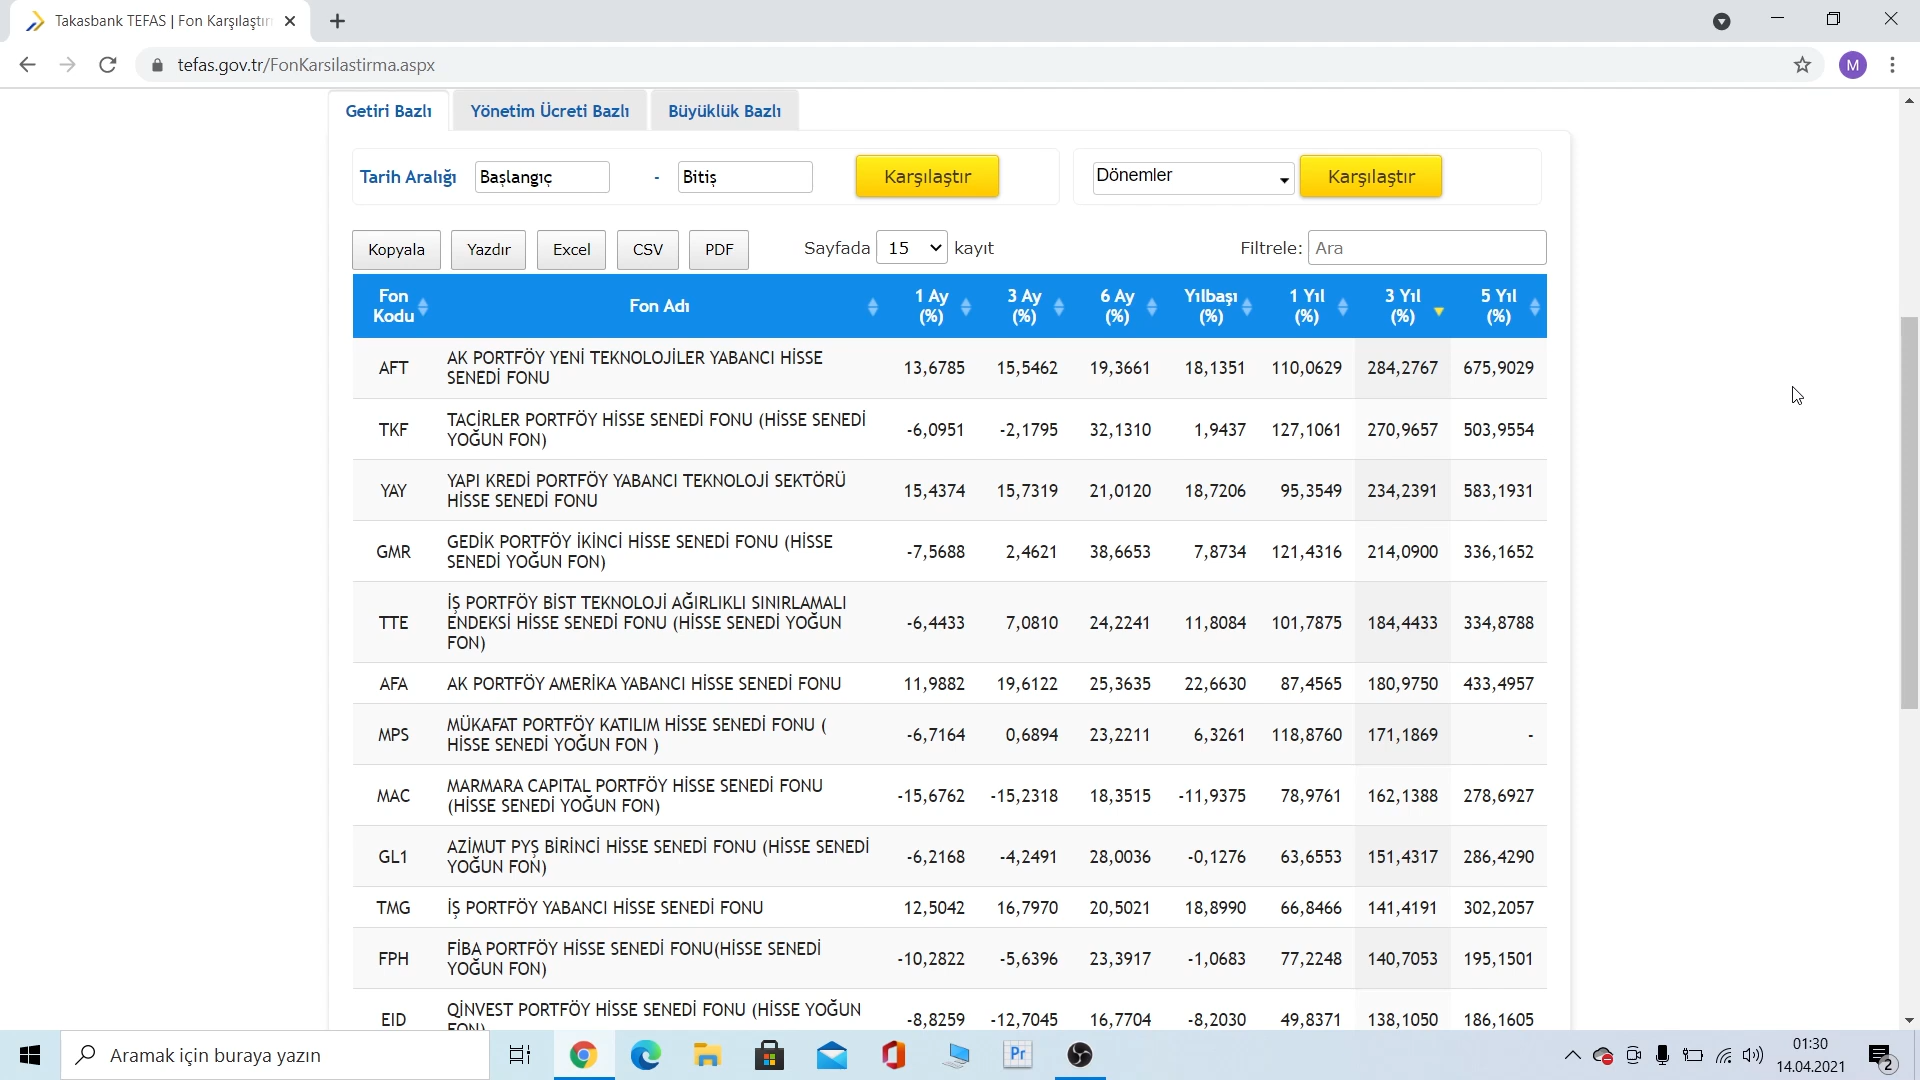 Takasbank TEFAS | Fon Karşılaştırm
tefas.gov.tr/FonKarsilastirma.aspx
M
Getiri Bazlı Yönetim Ücreti Bazlı Büyüklük Bazlı
Tarih Aralığı Başlangıç - Bitiş Karşılaştır Dönemler Karşılaştır
Kopyala Yazdır Excel CSV PDF Sayfada 15 kayıt Filtrele: Ara
Fon Kodu Fon Adı 1 Ay (%) 3 Ay (%) 6 Ay (%) Yılbaşı (%) 1 Yıl (%) 3 Yıl (%) 5 Yıl (%)
AFT AK PORTFÖY YENİ TEKNOLOJİLER YABANCI HİSSE
SENEDİ FONU 13,6785 15,5462 19,3661 18,1351 110,0629 284,2767 675,9029
TKF TACİRLER PORTFÖY HİSSE SENEDİ FONU (HİSSE SENEDİ
YOĞUN FON) -6,0951 -2,1795 32,1310 1,9437 127,1061 270,9657 503,9554
YAY YAPI KREDİ PORTFÖY YABANCI TEKNOLOJİ SEKTÖRÜ
HİSSE SENEDİ FONU 15,4374 15,7319 21,0120 18,7206 95,3549 234,2391 583,1931
GMR GEDİK PORTFÖY İKİNCİ HİSSE SENEDİ FONU (HİSSE
SENEDİ YOĞUN FON) -7,5688 2,4621 38,6653 7,8734 121,4316 214,0900 336,1652
TTE İŞ PORTFÖY BİST TEKNOLOJİ AĞIRLIKLI SINIRLAMALI
ENDEKSİ HİSSE SENEDİ FONU (HİSSE SENEDİ YOĞUN
FON) -6,4433 7,0810 24,2241 11,8084 101,7875 184,4433 334,8788
AFA AK PORTFÖY AMERİKA YABANCI HİSSE SENEDİ FONU 11,9882 19,6122 25,3635 22,6630 87,4565 180,9750 433,4957
MPS MÜKAFAT PORTFÖY KATILIM HİSSE SENEDİ FONU (
HİSSE SENEDİ YOĞUN FON ) -6,7164 0,6894 23,2211 6,3261 118,8760 171,1869 -
MAC MARMARA CAPITAL PORTFÖY HİSSE SENEDİ FONU
(HİSSE SENEDİ YOĞUN FON) -15,6762 -15,2318 18,3515 -11,9375 78,9761 162,1388 278,6927
GL1 AZİMUT PYŞ BİRİNCİ HİSSE SENEDİ FONU (HİSSE SENEDİ
YOĞUN FON) -6,2168 -4,2491 28,0036 -0,1276 63,6553 151,4317 286,4290
TMG İŞ PORTFÖY YABANCI HİSSE SENEDİ FONU 12,5042 16,7970 20,5021 18,8990 66,8466 141,4191 302,2057
FPH FİBA PORTFÖY HİSSE SENEDİ FONU(HİSSE SENEDİ
YOĞUN FON) -10,2822 -5,6396 23,3917 -1,0683 77,2248 140,7053 195,1501
EID QİNVEST PORTFÖY HİSSE SENEDİ FONU (HİSSE YOĞUN
FON) -8,8259 -12,7045 16,7704 -8,2030 49,8371 138,1050 186,1605
Aramak için buraya yazın
Pr
01:30
14.04.2021
2